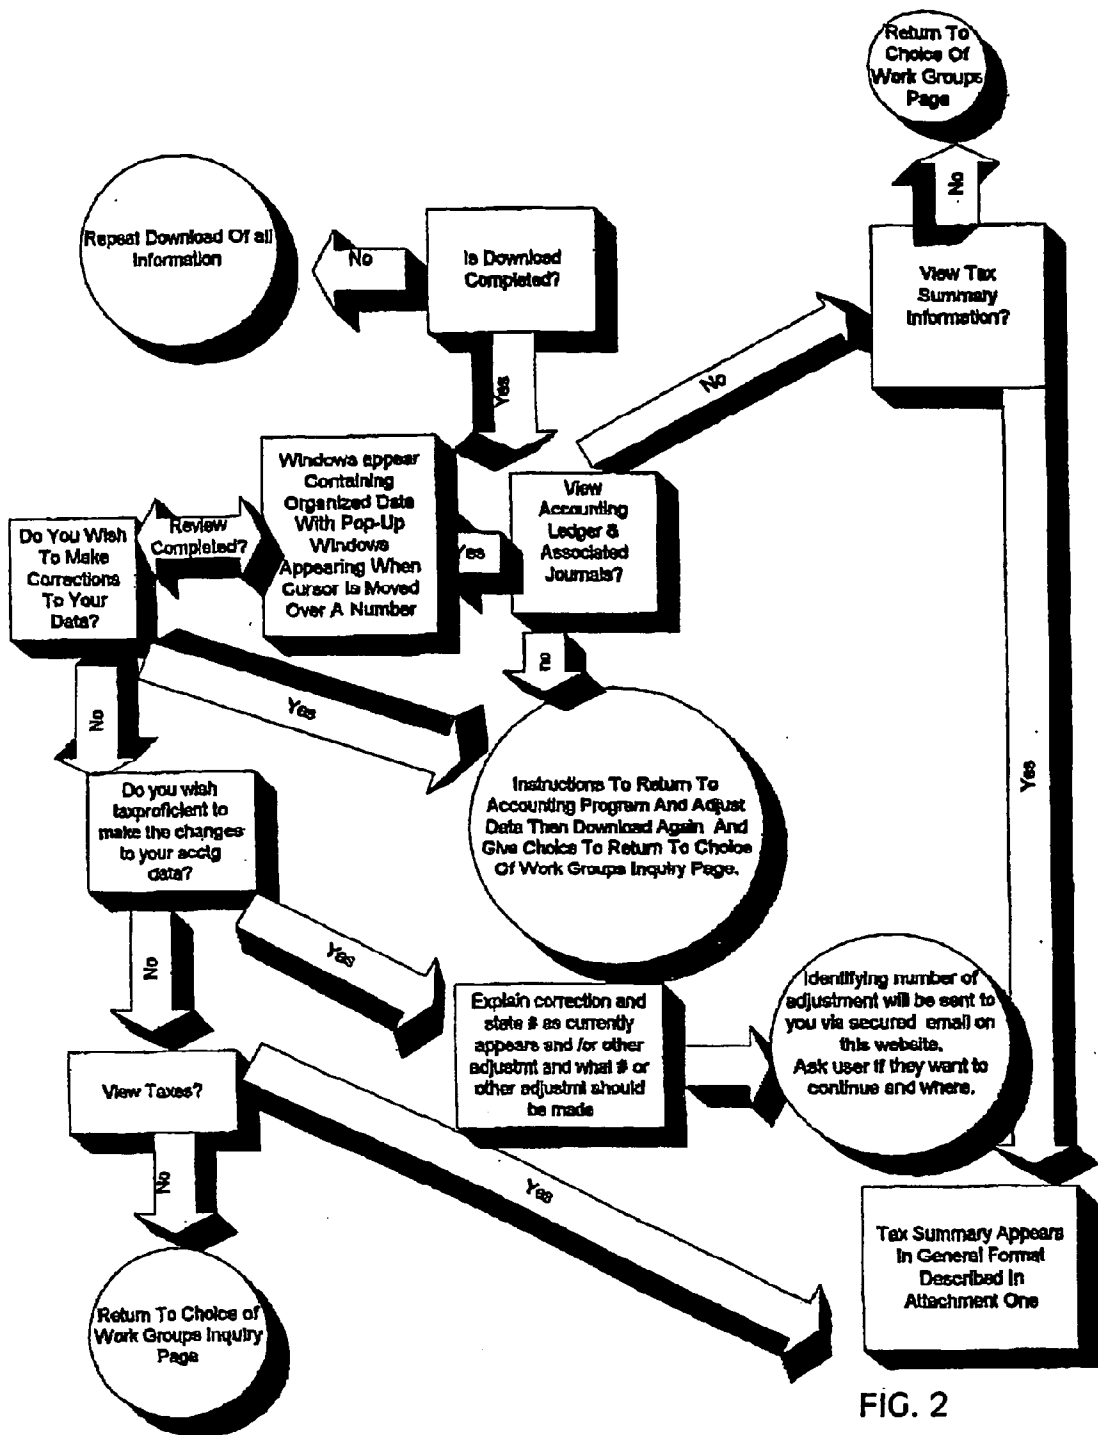 Return To
Choice Of
Work Groups
Page
No
Repeat Download Of all
Information
No
Is Download
Completed?
View Tax
Summary
Information?
Yes
No
Windows appear
Containing
Organized Data
With Pop-Up
Windows
Appearing When
Cursor Is Moved
Over A Number
View
Accounting
Ledger &
Associated
Journals?
Yes
Review
Completed?
Do You Wish
To Make
Corrections
To Your
Data?
no
Yes
No
Yes
Instructions To Return To
Accounting Program And Adjust
Data Then Download Again And
Give Choice To Return To Choice
Of Work Groups Inquiry Page.
Do you wish
taxproficient to
make the changes
to your acctg
data?
Yes
No
Explain correction and
state # as currently
appears and /or other
adjustmt and what # or
other adjustmt should
be made
Identifying number of
adjustment will be sent to
you via secured email on
this website.
Ask user if they want to
continue and where.
View Taxes?
Yes
No
Tax Summary Appears
In General Format
Described In
Attachment One
Return To Choice of
Work Groups Inquiry
Page
FIG. 2